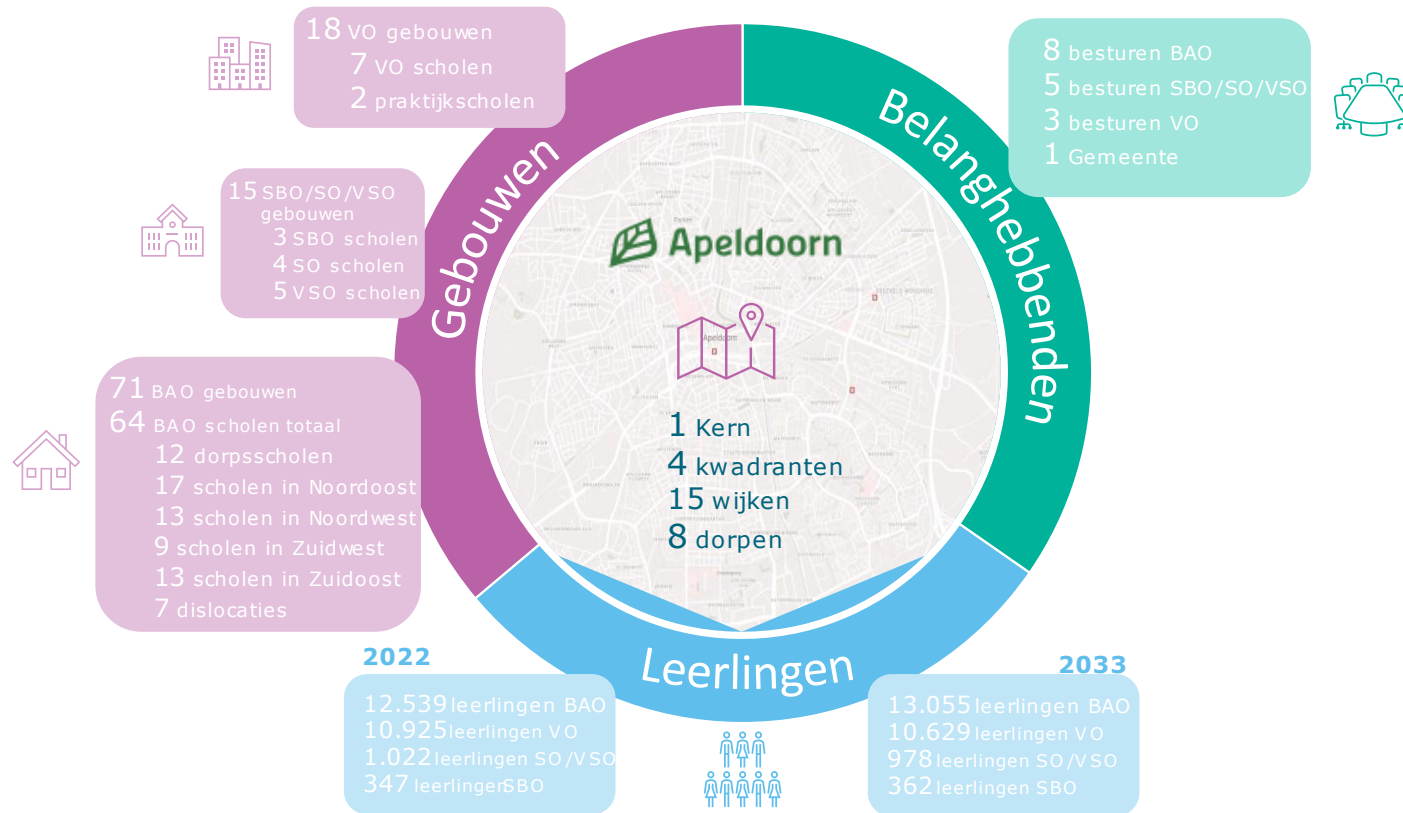 18 VO gebouwen
7 VO scholen
2 praktijkscholen
15 SBO/SO/VSO
gebouwen
3 SBO scholen
4 SO scholen
5 VSO scholen
71 BAO gebouwen
64 BAO scholen totaal
12 dorpsscholen
17 scholen in Noordoost
13 scholen in Noordwest
9 scholen in Zuidwest
13 scholen in Zuidoost
7 dislocaties
Gebouwen
Belanghebbenden
8 besturen BAO
5 besturen SBO/SO/VSO
3 besturen VO
1 Gemeente
Apeldoorn
Apeldoorn
1 Kern
4 kwadranten
15 wijken
8 dorpen
Leerlingen
2022
12.539 leerlingen BAO
10.925 leerlingen VO
1.022 leerlingen SO/VSO
347 leerlingen SBO
2033
13.055 leerlingen BAO
10.629 leerlingen VO
978 leerlingen SO/VSO
362 leerlingen SBO